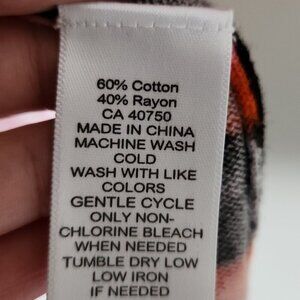 60% Cotton
40% Rayon
CA 40750
MADE IN CHINA
MACHINE WASH
COLD
WASH WITH LIKE
COLORS
GENTLE CYCLE
ONLY NON-
CHLORINE BLEACH
WHEN NEEDED
TUMBLE DRY LOW
LOW IRON
IF NEEDED